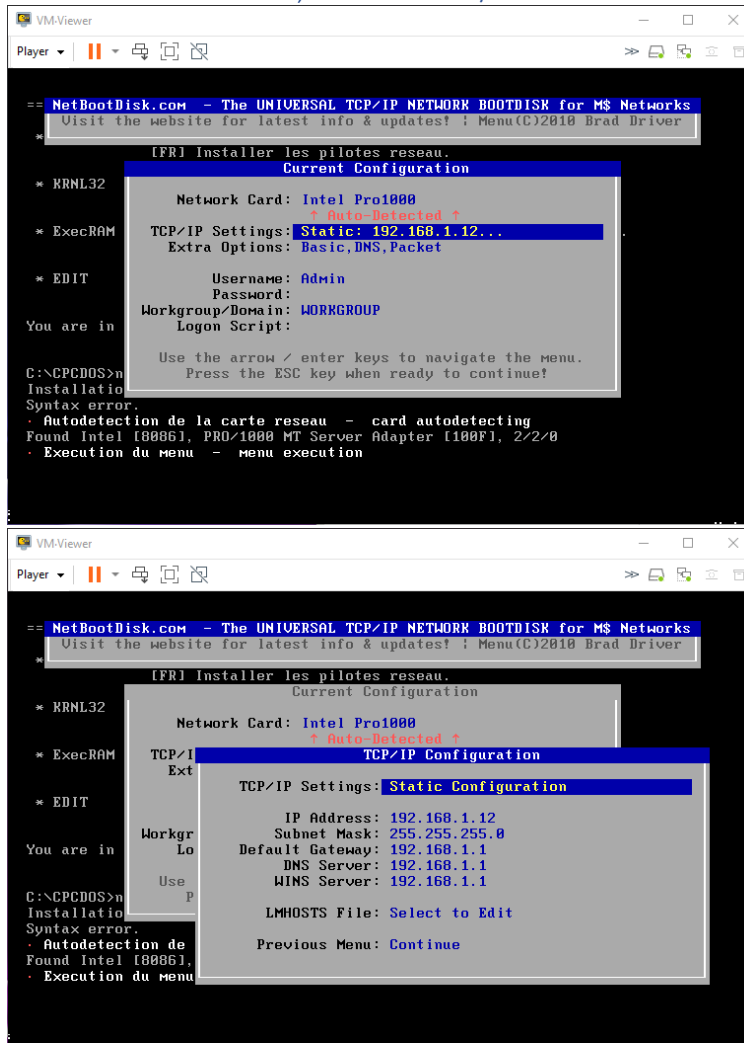 VM-Viewer
Player
== NetBootDisk.com - The UNIVERSAL TCP/IP NETWORK BOOTDISK for M$ Networks
Visit the website for latest info & updates! ¦ Menu(C)2010 Brad Driver
*
[FR] Installer les pilotes reseau.
Current Configuration
* KRNL32
Network Card: Intel Pro1000
↑ Auto-Detected ↑
* ExecRAM TCP/IP Settings: Static: 192.168.1.12... .
Extra Options: Basic,DNS,Packet
* EDIT Username: Admin
Password:
Workgroup/Domain: WORKGROUP
You are in Logon Script:
Use the arrow / enter keys to navigate the menu.
C:\CPCDOS>n Press the ESC key when ready to continue!
Installatio
Syntax error.
· Autodetection de la carte reseau - card autodetecting
Found Intel [8086], PRO/1000 MT Server Adapter [100F], 2/2/0
· Execution du menu - menu execution
VM-Viewer
Player
== NetBootDisk.com - The UNIVERSAL TCP/IP NETWORK BOOTDISK for M$ Networks
Visit the website for latest info & updates! ¦ Menu(C)2010 Brad Driver
*
[FR] Installer les pilotes reseau.
Current Configuration
* KRNL32
Network Card: Intel Pro1000
↑ Auto-Detected ↑
* ExecRAM TCP/I TCP/IP Configuration
Ext
TCP/IP Settings: Static Configuration
* EDIT
IP Address: 192.168.1.12
Workgr Subnet Mask: 255.255.255.0
You are in Lo Default Gateway: 192.168.1.1
DNS Server: 192.168.1.1
Use WINS Server: 192.168.1.1
C:\CPCDOS>n P
Installatio LMHOSTS File: Select to Edit
Syntax error.
· Autodetection de Previous Menu: Continue
Found Intel [8086],
· Execution du menu